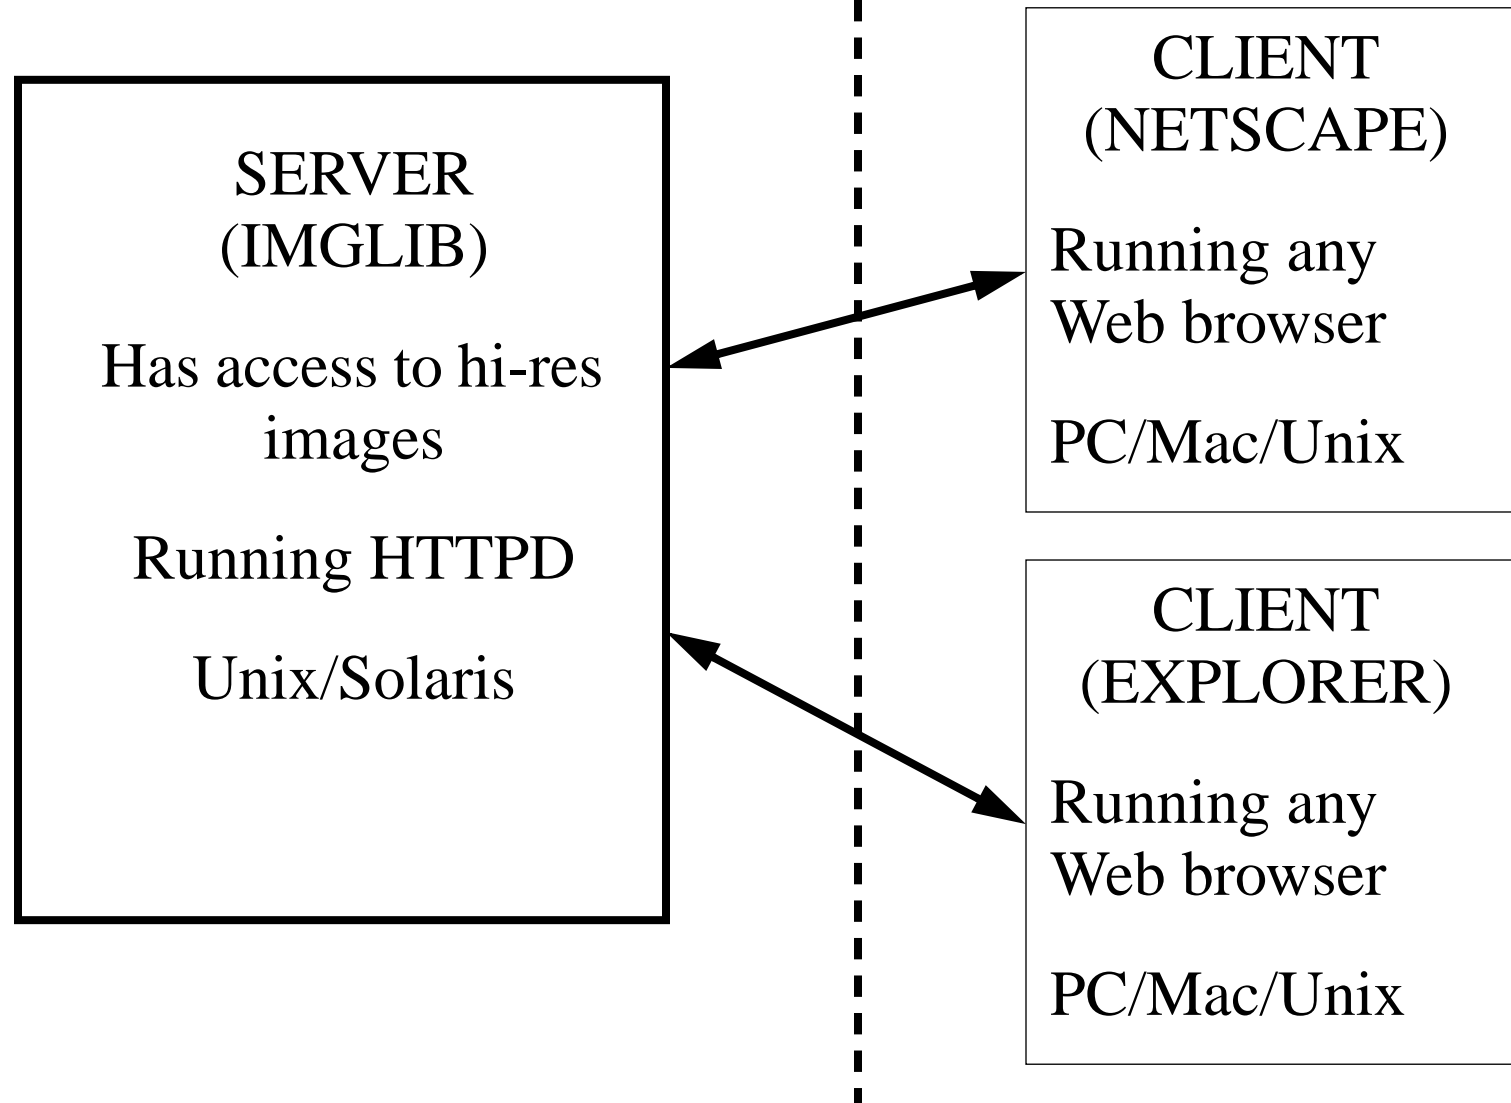 SERVER
(IMGLIB)
Has access to hi-res
images
Running HTTPD
Unix/Solaris
CLIENT
(NETSCAPE)
Running any
Web browser
PC/Mac/Unix
CLIENT
(EXPLORER)
Running any
Web browser
PC/Mac/Unix